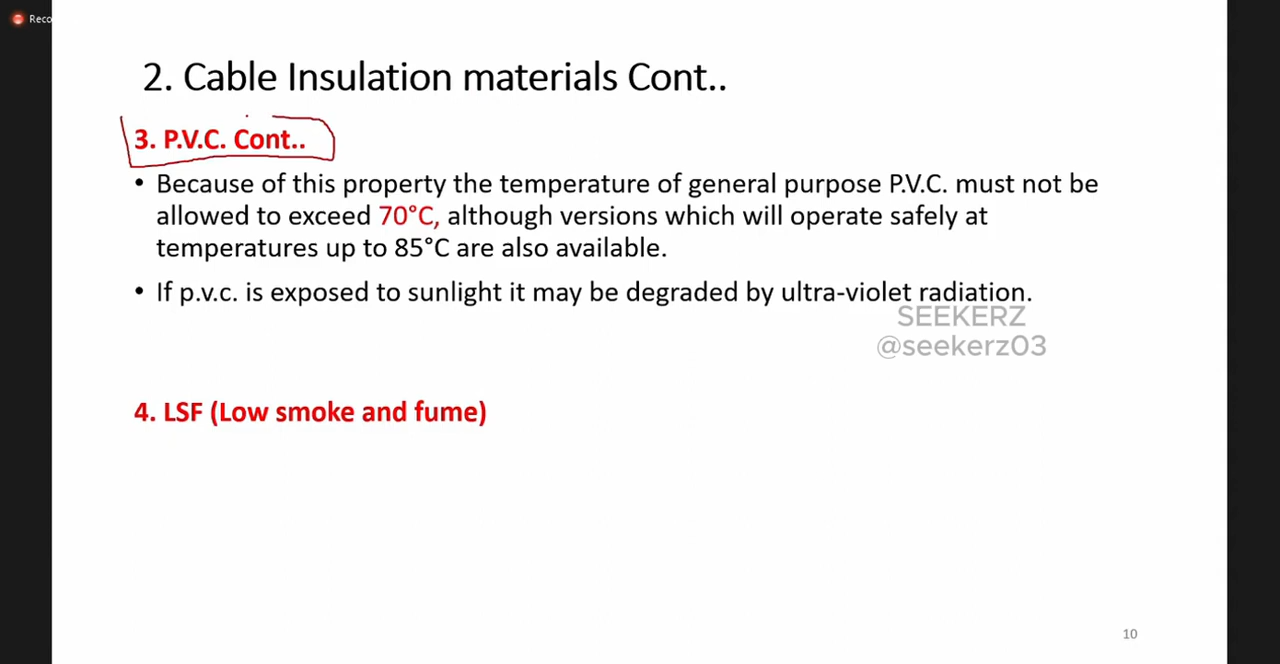 Reco
2. Cable Insulation materials Cont..
3. P.V.C. Cont..
• Because of this property the temperature of general purpose P.V.C. must not be
allowed to exceed 70°C, although versions which will operate safely at
temperatures up to 85°C are also available.
• If p.v.c. is exposed to sunlight it may be degraded by ultra-violet radiation.
SEEKERZ
@seekerz03
4. LSF (Low smoke and fume)
10